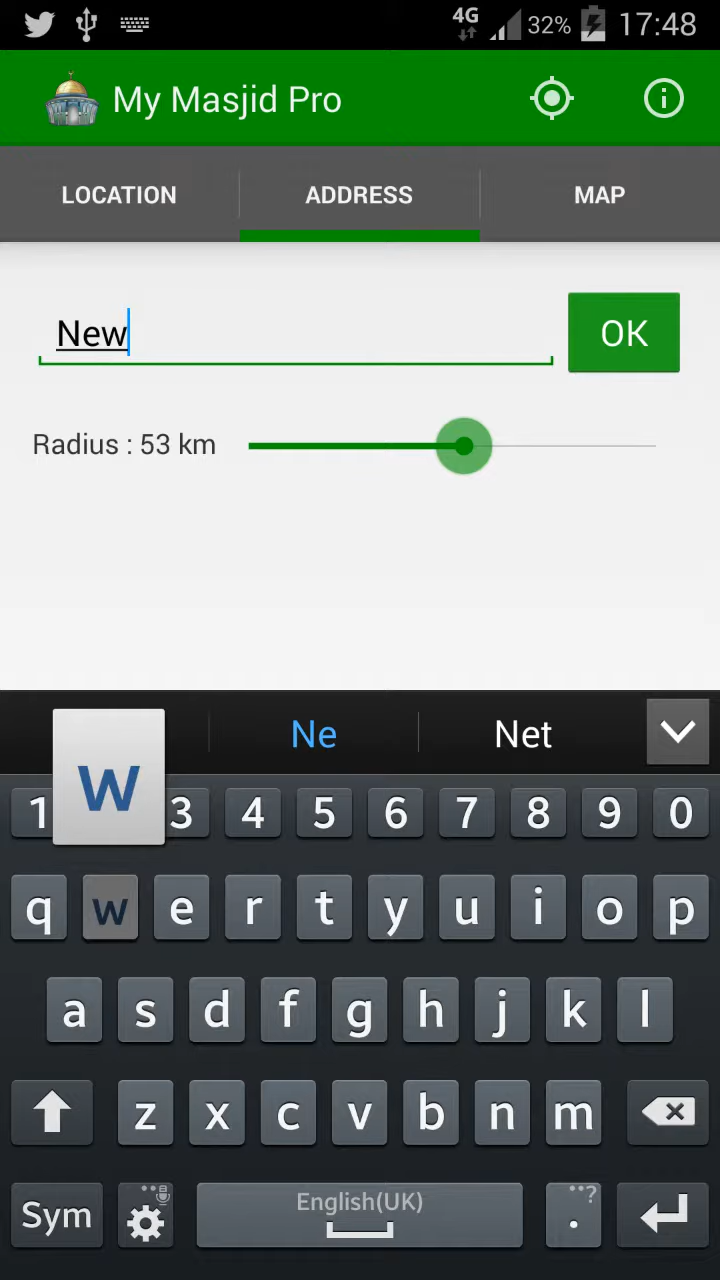 4G 32% 17:48
My Masjid Pro
LOCATION ADDRESS MAP
New OK
Radius : 53 km
Ne Net
w
1 3 4 5 6 7 8 9 0
q w e r t y u i o p
a s d f g h j k l
z x c v b n m
Sym English(UK) . ?